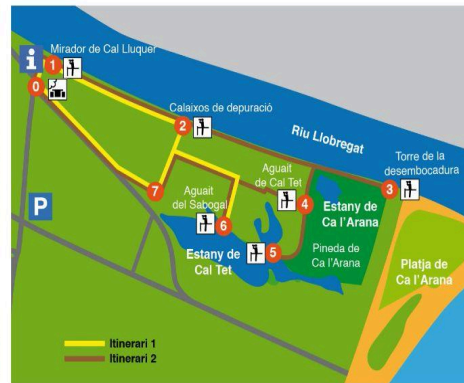 i
1
Mirador de Cal Lluquer
0
2
Calaixos de depuració
Riu Llobregat
Torre de la
desembocadura
3
Aguait
de Cal Tet
4
Estany de
Ca l'Arana
7
Aguait
del Sabogal
6
P
Estany de
Cal Tet
5
Pineda de
Ca l'Arana
Platja de
Ca l'Arana
Itinerari 1
Itinerari 2